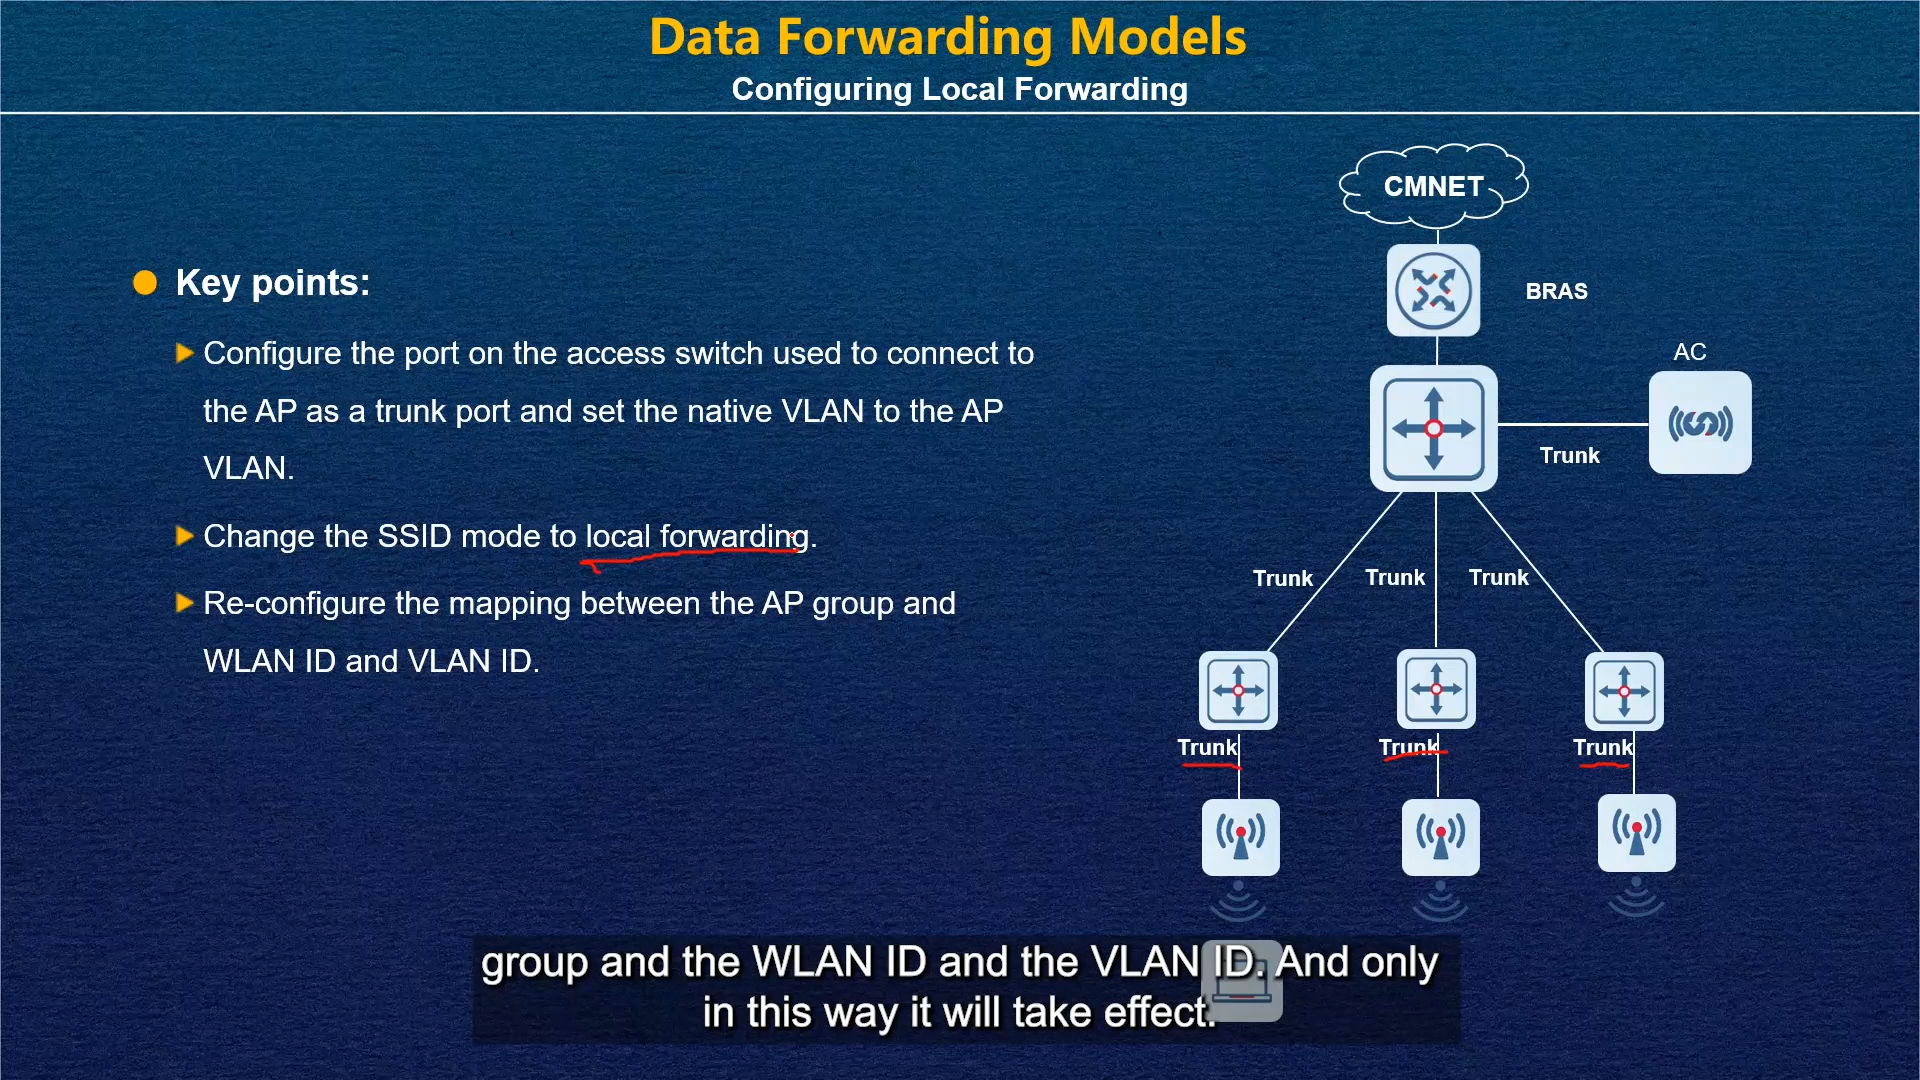 Data Forwarding Models
Configuring Local Forwarding
CMNET
BRAS
AC
Key points:
Configure the port on the access switch used to connect to
the AP as a trunk port and set the native VLAN to the AP
VLAN.
Trunk
Change the SSID mode to local forwarding.
Trunk Trunk Trunk
Re-configure the mapping between the AP group and
WLAN ID and VLAN ID.
Trunk Trunk Trunk
group and the WLAN ID and the VLAN ID. And only
in this way it will take effect.